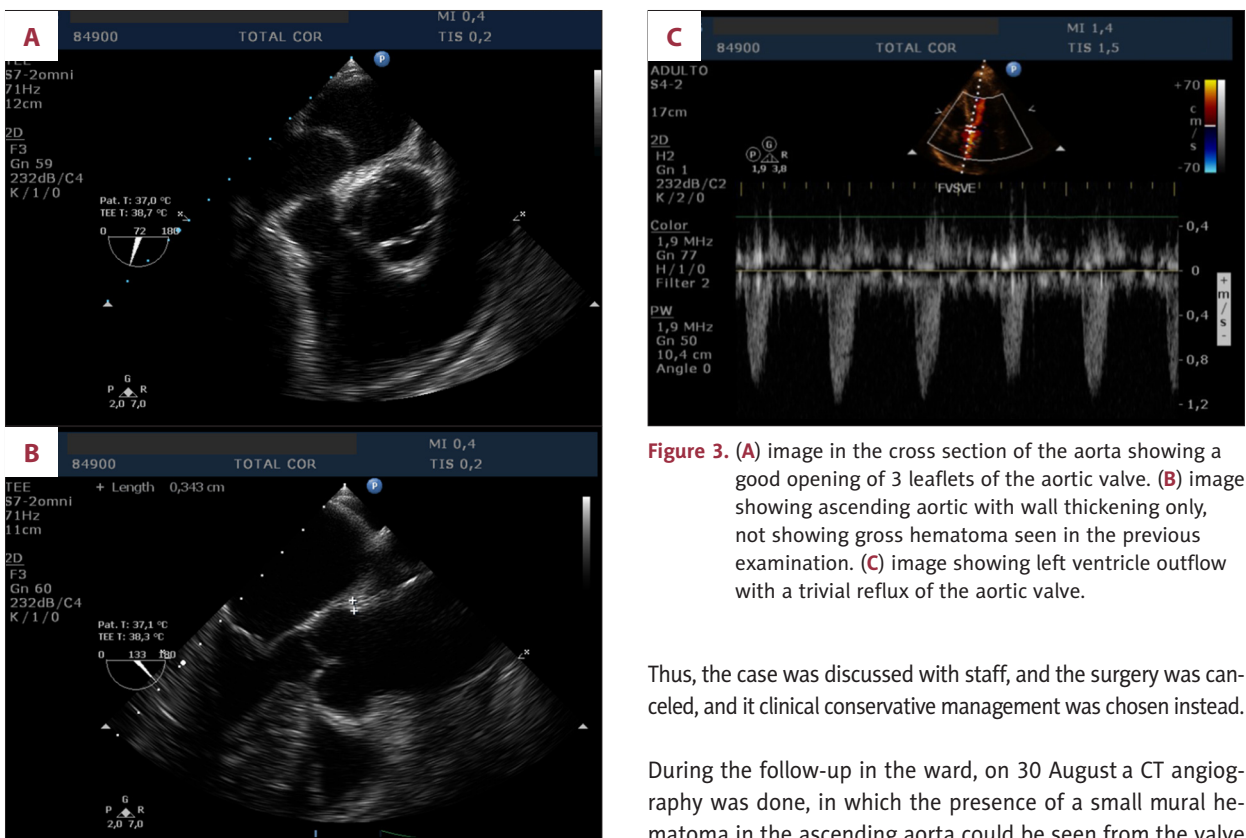 A
MI 0,4
84900 TOTAL COR TIS 0,2
P
S7-2omni
71Hz
12cm
2D
F3
Gn 59
232dB/C4
K/1/0
Pat. T: 37,0 °C
TEE T: 38,7 °C
0 72 180
G
P R
2,0 7,0
B
MI 0,4
84900 TOTAL COR TIS 0,2
TEE + Length 0,343 cm
P
S7-2omni
71Hz
11cm
2D
F3
Gn 60
232dB/C4
K/1/0
Pat. T: 37,1 °C
TEE T: 38,3 °C
0 133 180
G
P R
2,0 7,0
C
MI 1,4
84900 TOTAL COR TIS 1,5
ADULTO
S4-2
P
17cm
2D
H2
Gn 1
232dB/C2
K/2/0
G
P R
1,9 3,8
+70
c
m
/
s
-70
FVSVE
Color
1,9 MHz
Gn 77
H/1/0
Filter 2
PW
1,9 MHz
Gn 50
10,4 cm
Angle 0
- 0,4
0
- 0,4
- 0,8
- 1,2
+
m
/
s
-
Figure 3. (A) image in the cross section of the aorta showing a
good opening of 3 leaflets of the aortic valve. (B) image
showing ascending aortic with wall thickening only,
not showing gross hematoma seen in the previous
examination. (C) image showing left ventricle outflow
with a trivial reflux of the aortic valve.
Thus, the case was discussed with staff, and the surgery was can-
celed, and it clinical conservative management was chosen instead.
During the follow-up in the ward, on 30 August a CT angiog-
raphy was done, in which the presence of a small mural he-
matoma in the ascending aorta could be seen from the valve